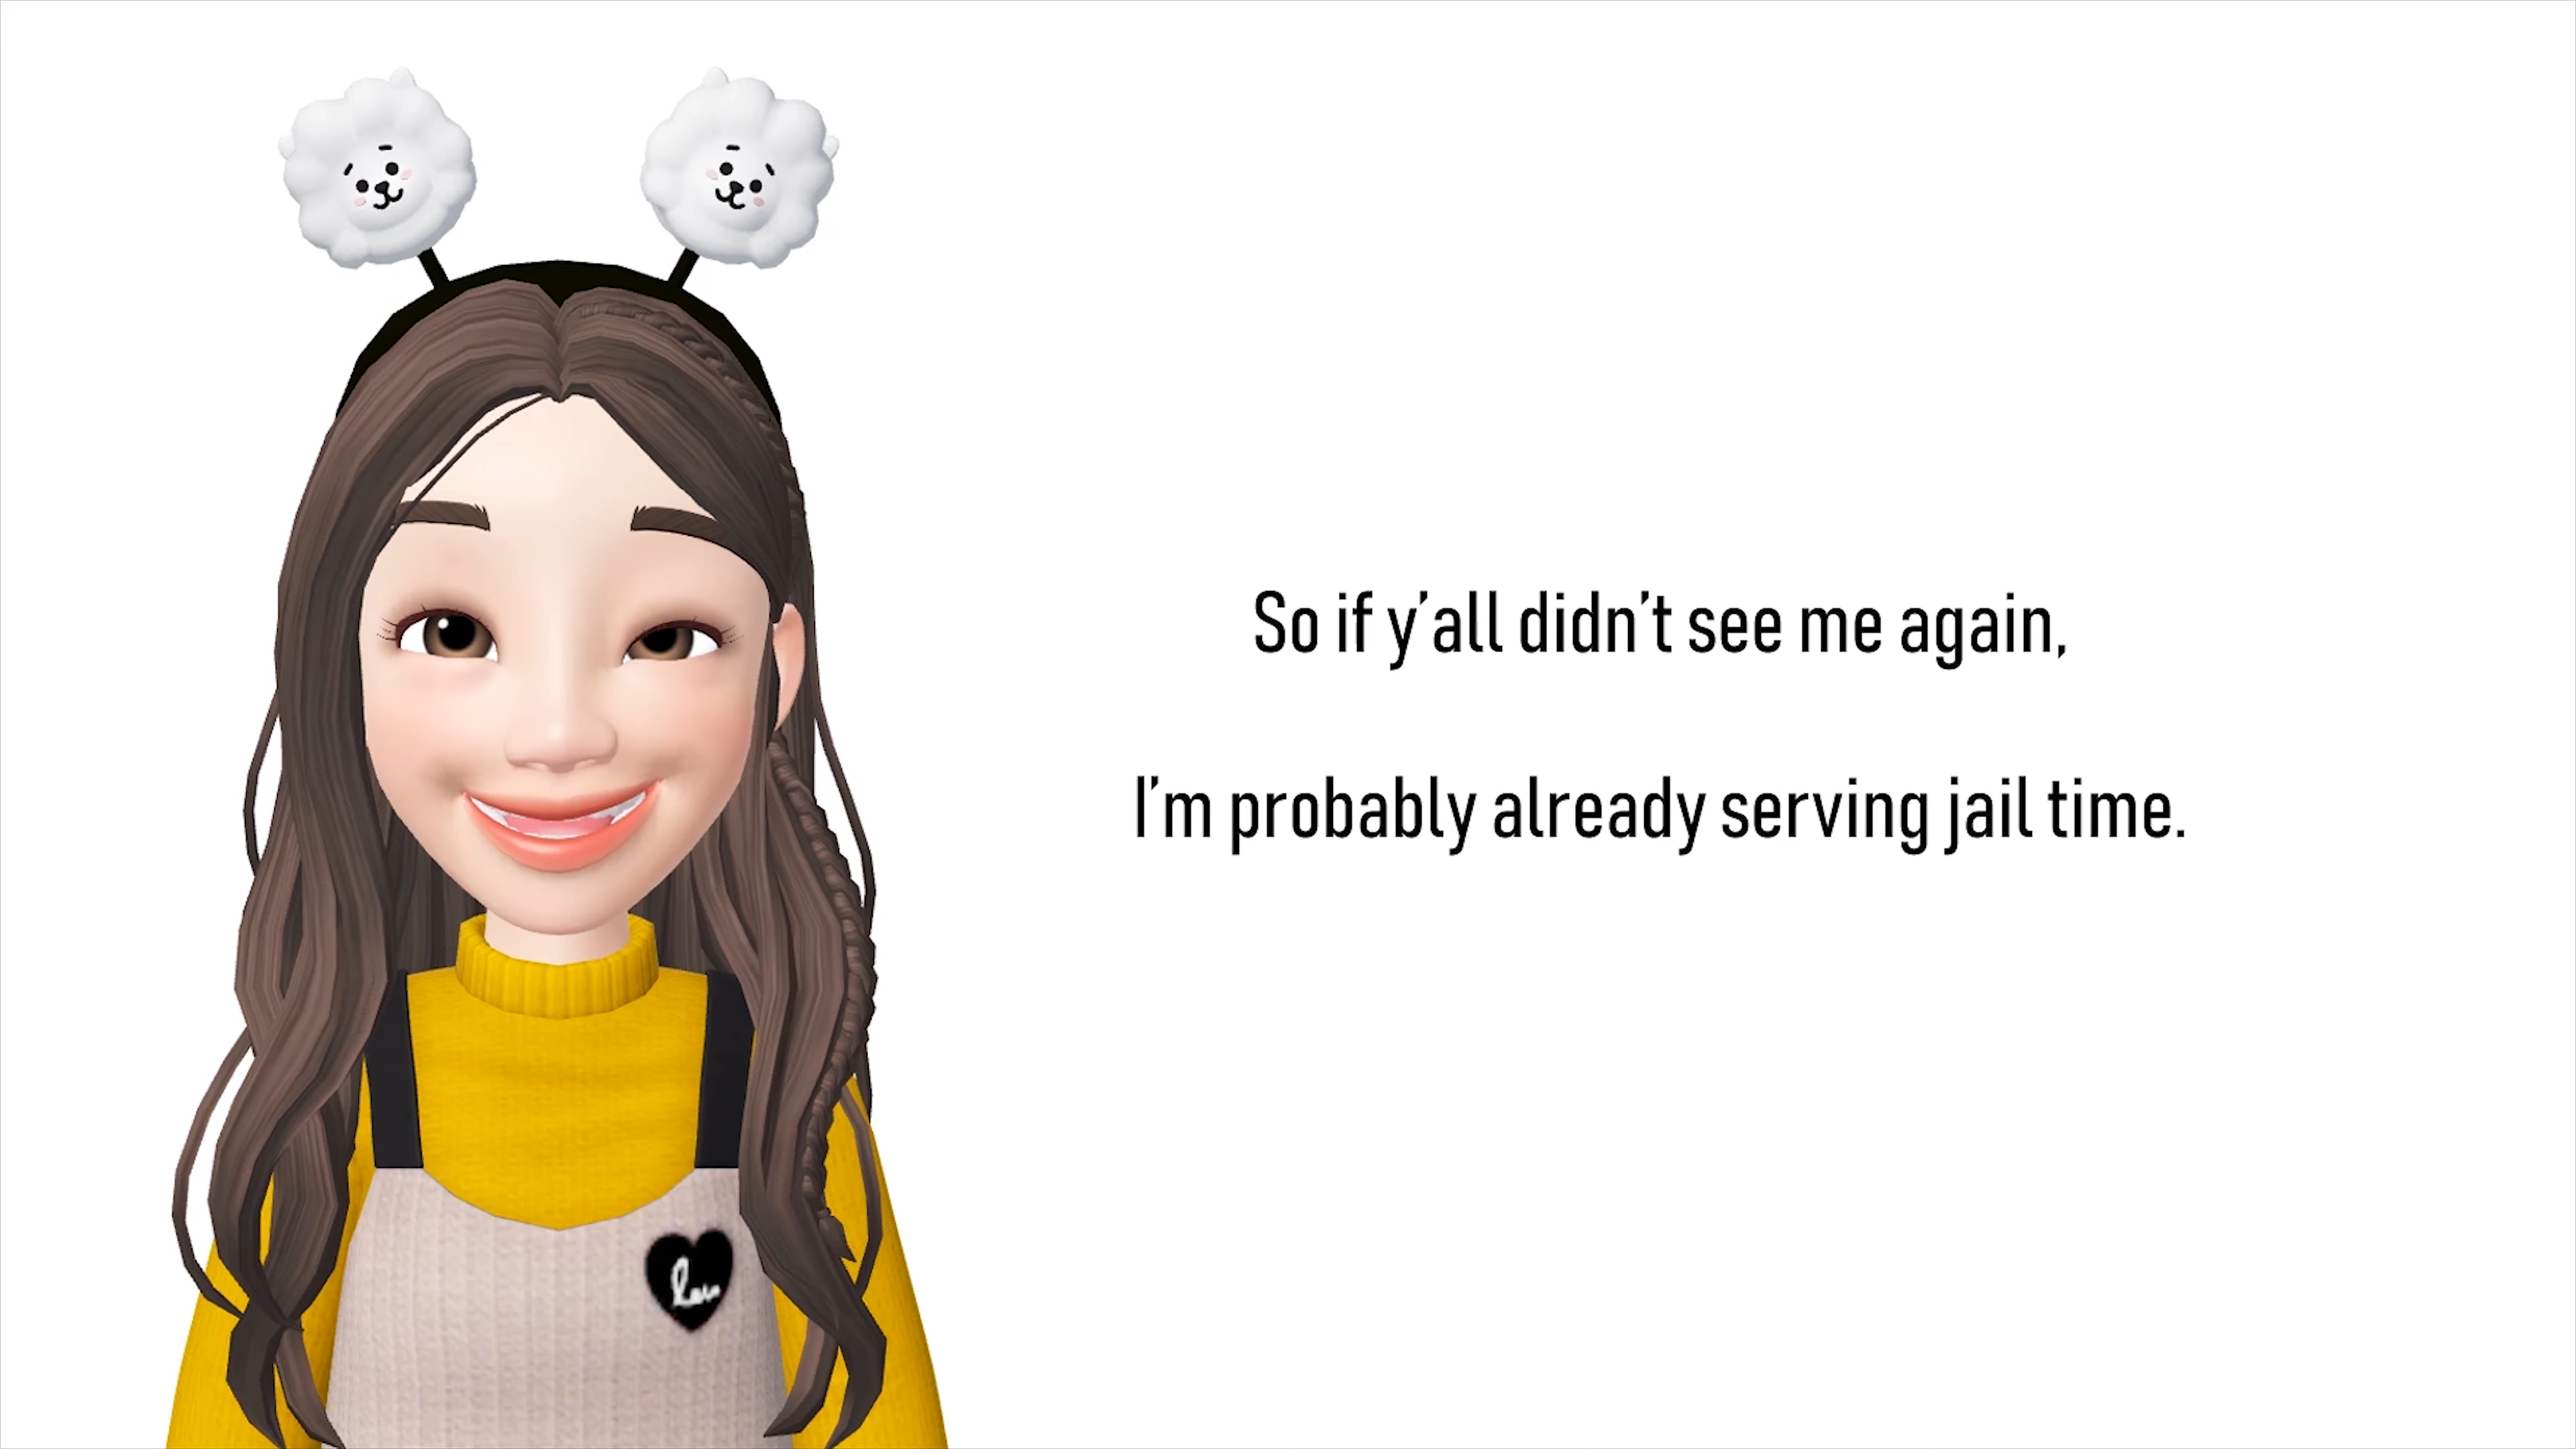 So if y’all didn’t see me again,
I’m probably already serving jail time.